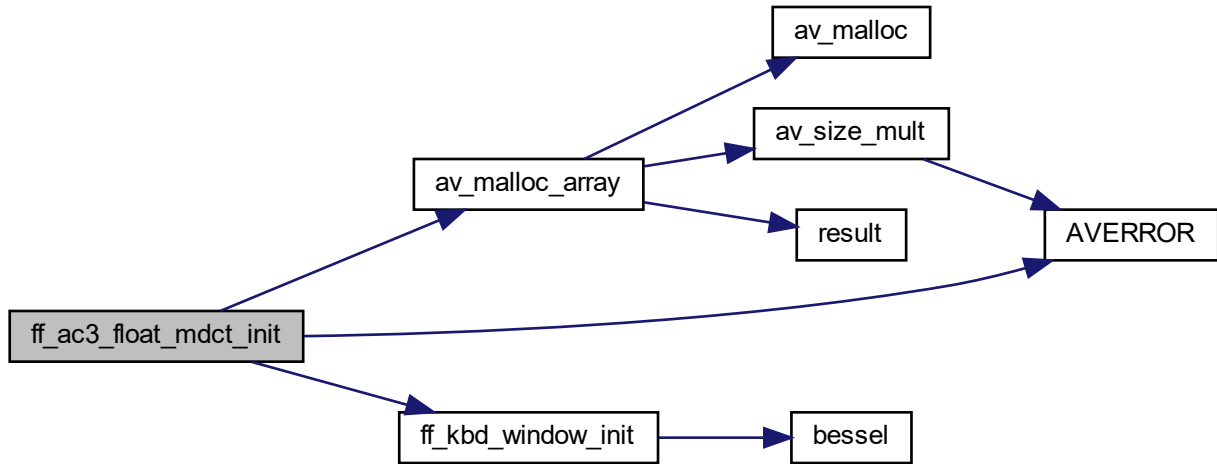 av_malloc
av_size_mult
av_malloc_array
result
AVERROR
ff_ac3_float_mdct_init
ff_kbd_window_init
bessel